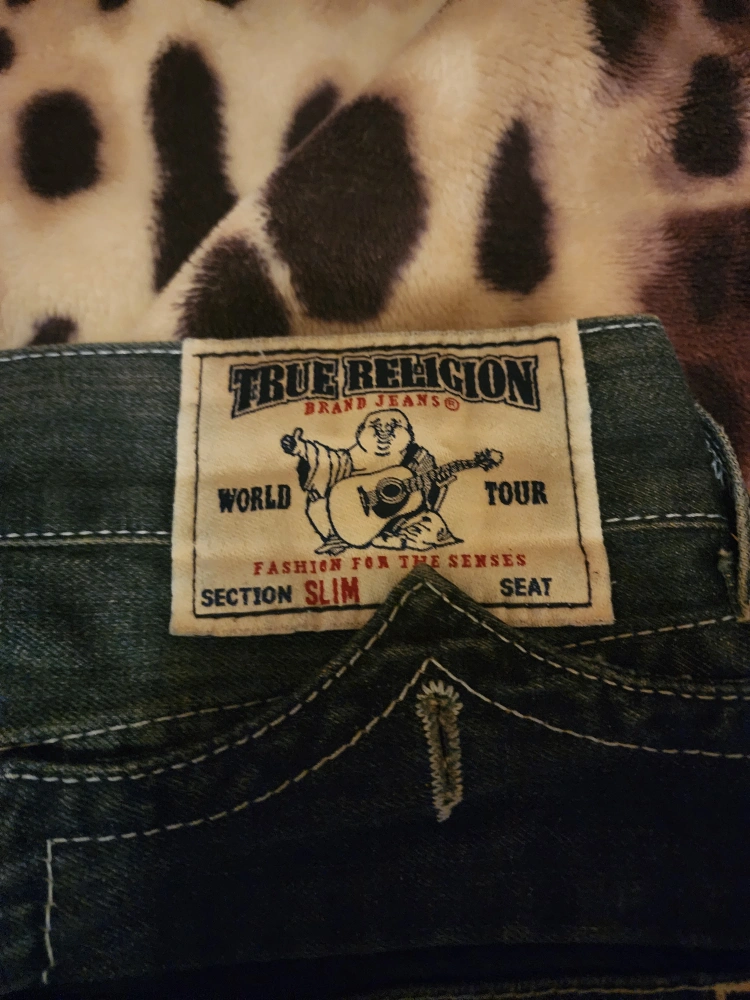 TRUE RELIGION
BRAND JEANS®
WORLD TOUR
FASHION FOR THE SENSES
SECTION SLIM SEAT